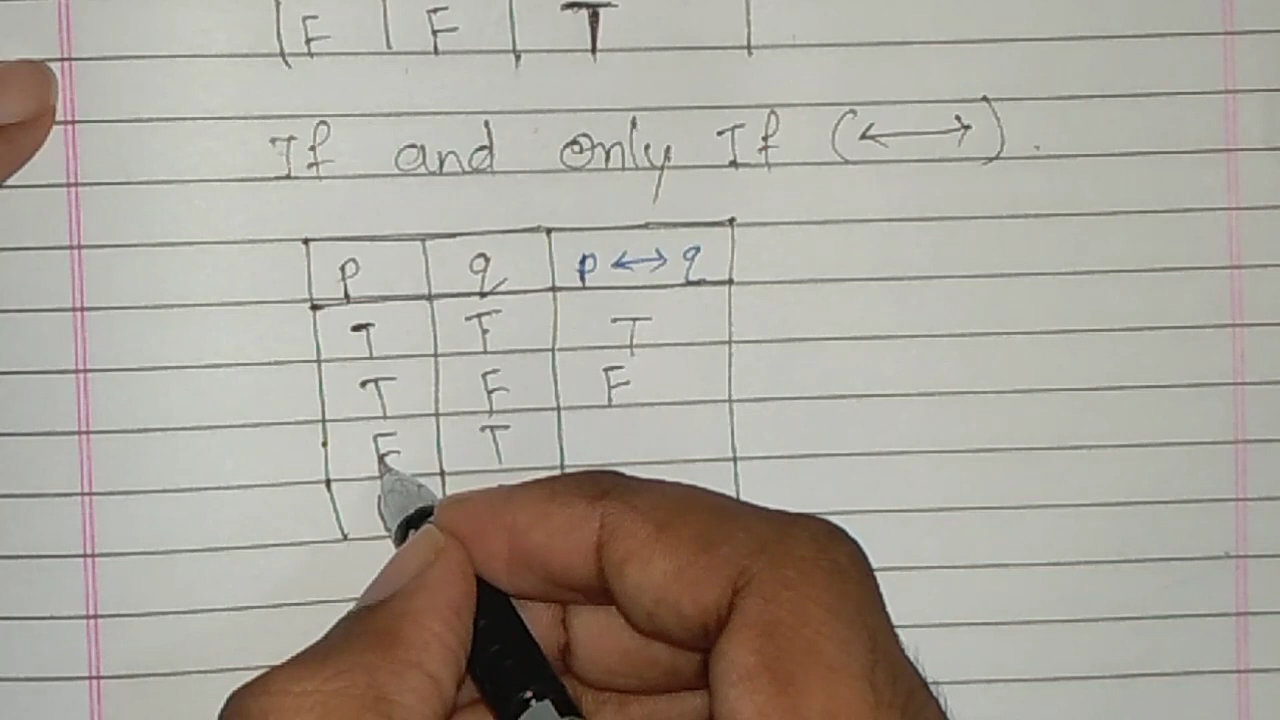 F F T
If and only If (↔).
p q p ↔ q
T T T
T F F
F T